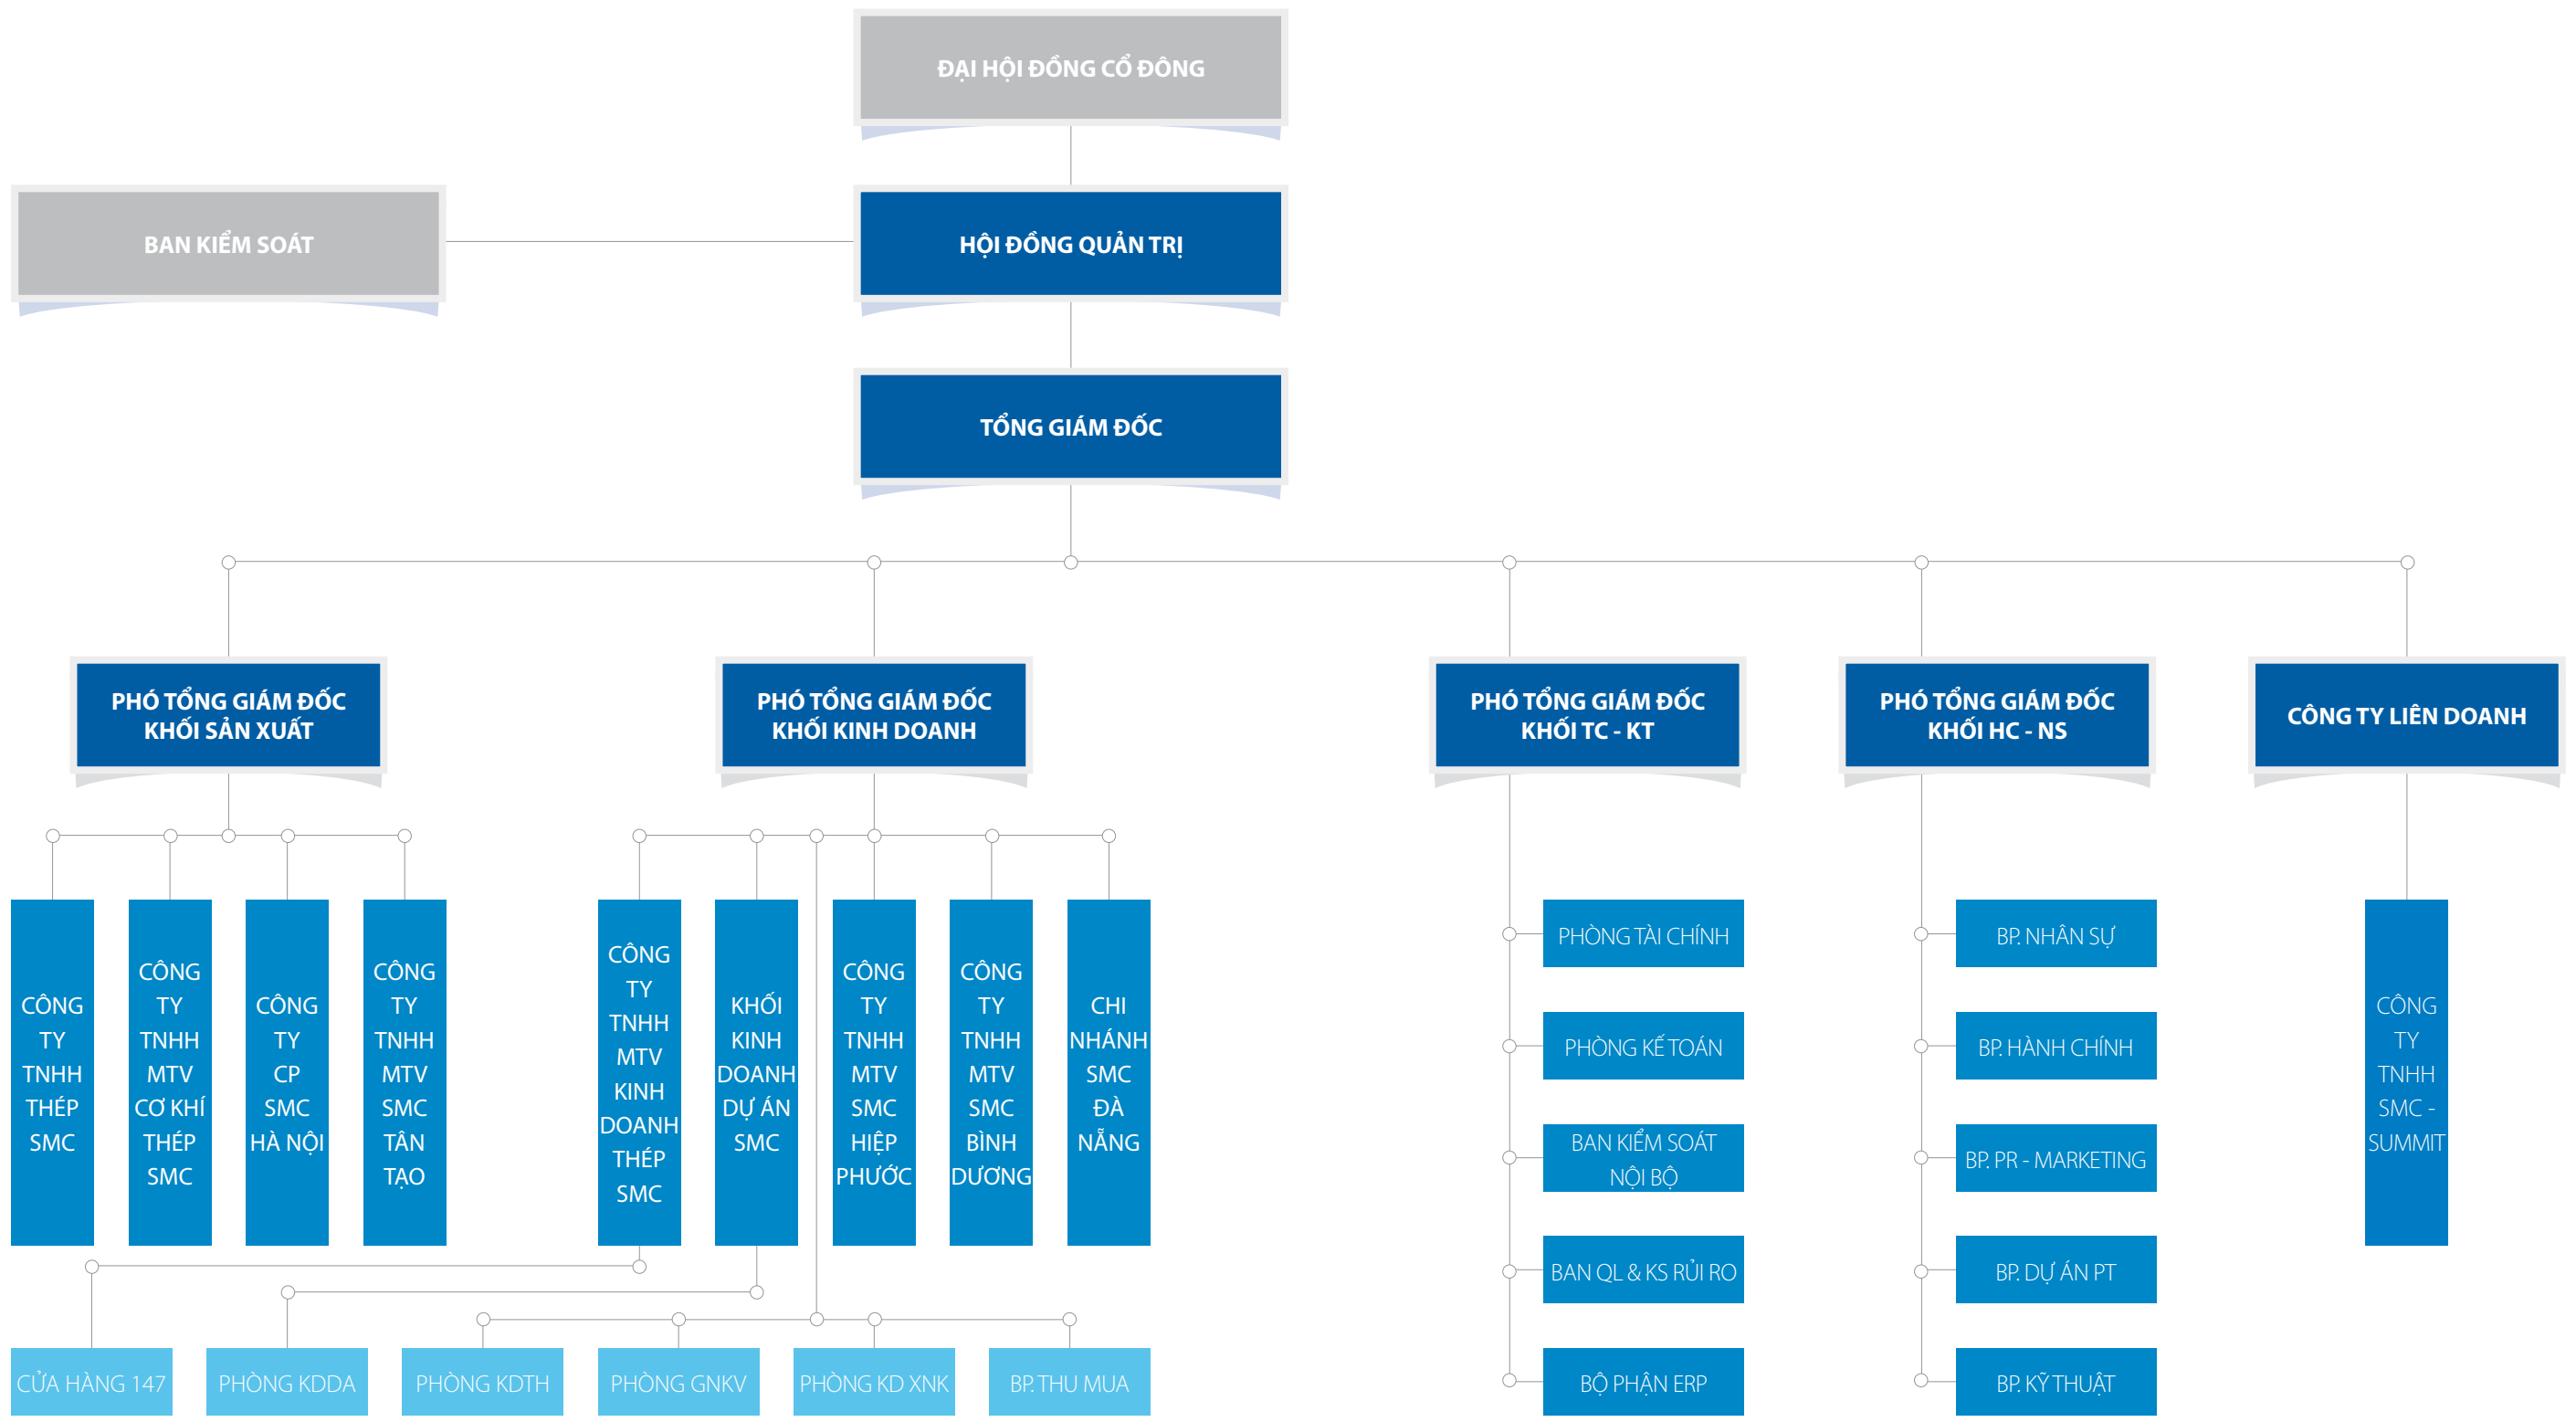 ĐẠI HỘI ĐỒNG CỔ ĐÔNG
BAN KIỂM SOÁT
HỘI ĐỒNG QUẢN TRỊ
TỔNG GIÁM ĐỐC
PHÓ TỔNG GIÁM ĐỐC
KHỐI SẢN XUẤT
PHÓ TỔNG GIÁM ĐỐC
KHỐI KINH DOANH
PHÓ TỔNG GIÁM ĐỐC
KHỐI TC - KT
PHÓ TỔNG GIÁM ĐỐC
KHỐI HC - NS
CÔNG TY LIÊN DOANH
CÔNG
TY
TNHH
THÉP
SMC
CÔNG
TY
TNHH
MTV
CƠ KHÍ
THÉP
SMC
CÔNG
TY
CP
SMC
HÀ NỘI
CÔNG
TY
TNHH
MTV
SMC
TÂN
TẠO
CÔNG
TY
TNHH
MTV
KINH
DOANH
THÉP
SMC
KHỐI
KINH
DOANH
DỰ ÁN
SMC
CÔNG
TY
TNHH
MTV
SMC
HIỆP
PHƯỚC
CÔNG
TY
TNHH
MTV
SMC
BÌNH
DƯƠNG
CHI
NHÁNH
SMC
ĐÀ
NẴNG
PHÒNG TÀI CHÍNH
PHÒNG KẾ TOÁN
BAN KIỂM SOÁT
NỘI BỘ
BAN QL & KS RỦI RO
BỘ PHẬN ERP
BP. NHÂN SỰ
BP. HÀNH CHÍNH
BP. PR - MARKETING
BP. DỰ ÁN PT
BP. KỸ THUẬT
CÔNG
TY
TNHH
SMC -
SUMMIT
CỬA HÀNG 147
PHÒNG KDDA
PHÒNG KDTH
PHÒNG GNKV
PHÒNG KD XNK
BP. THU MUA